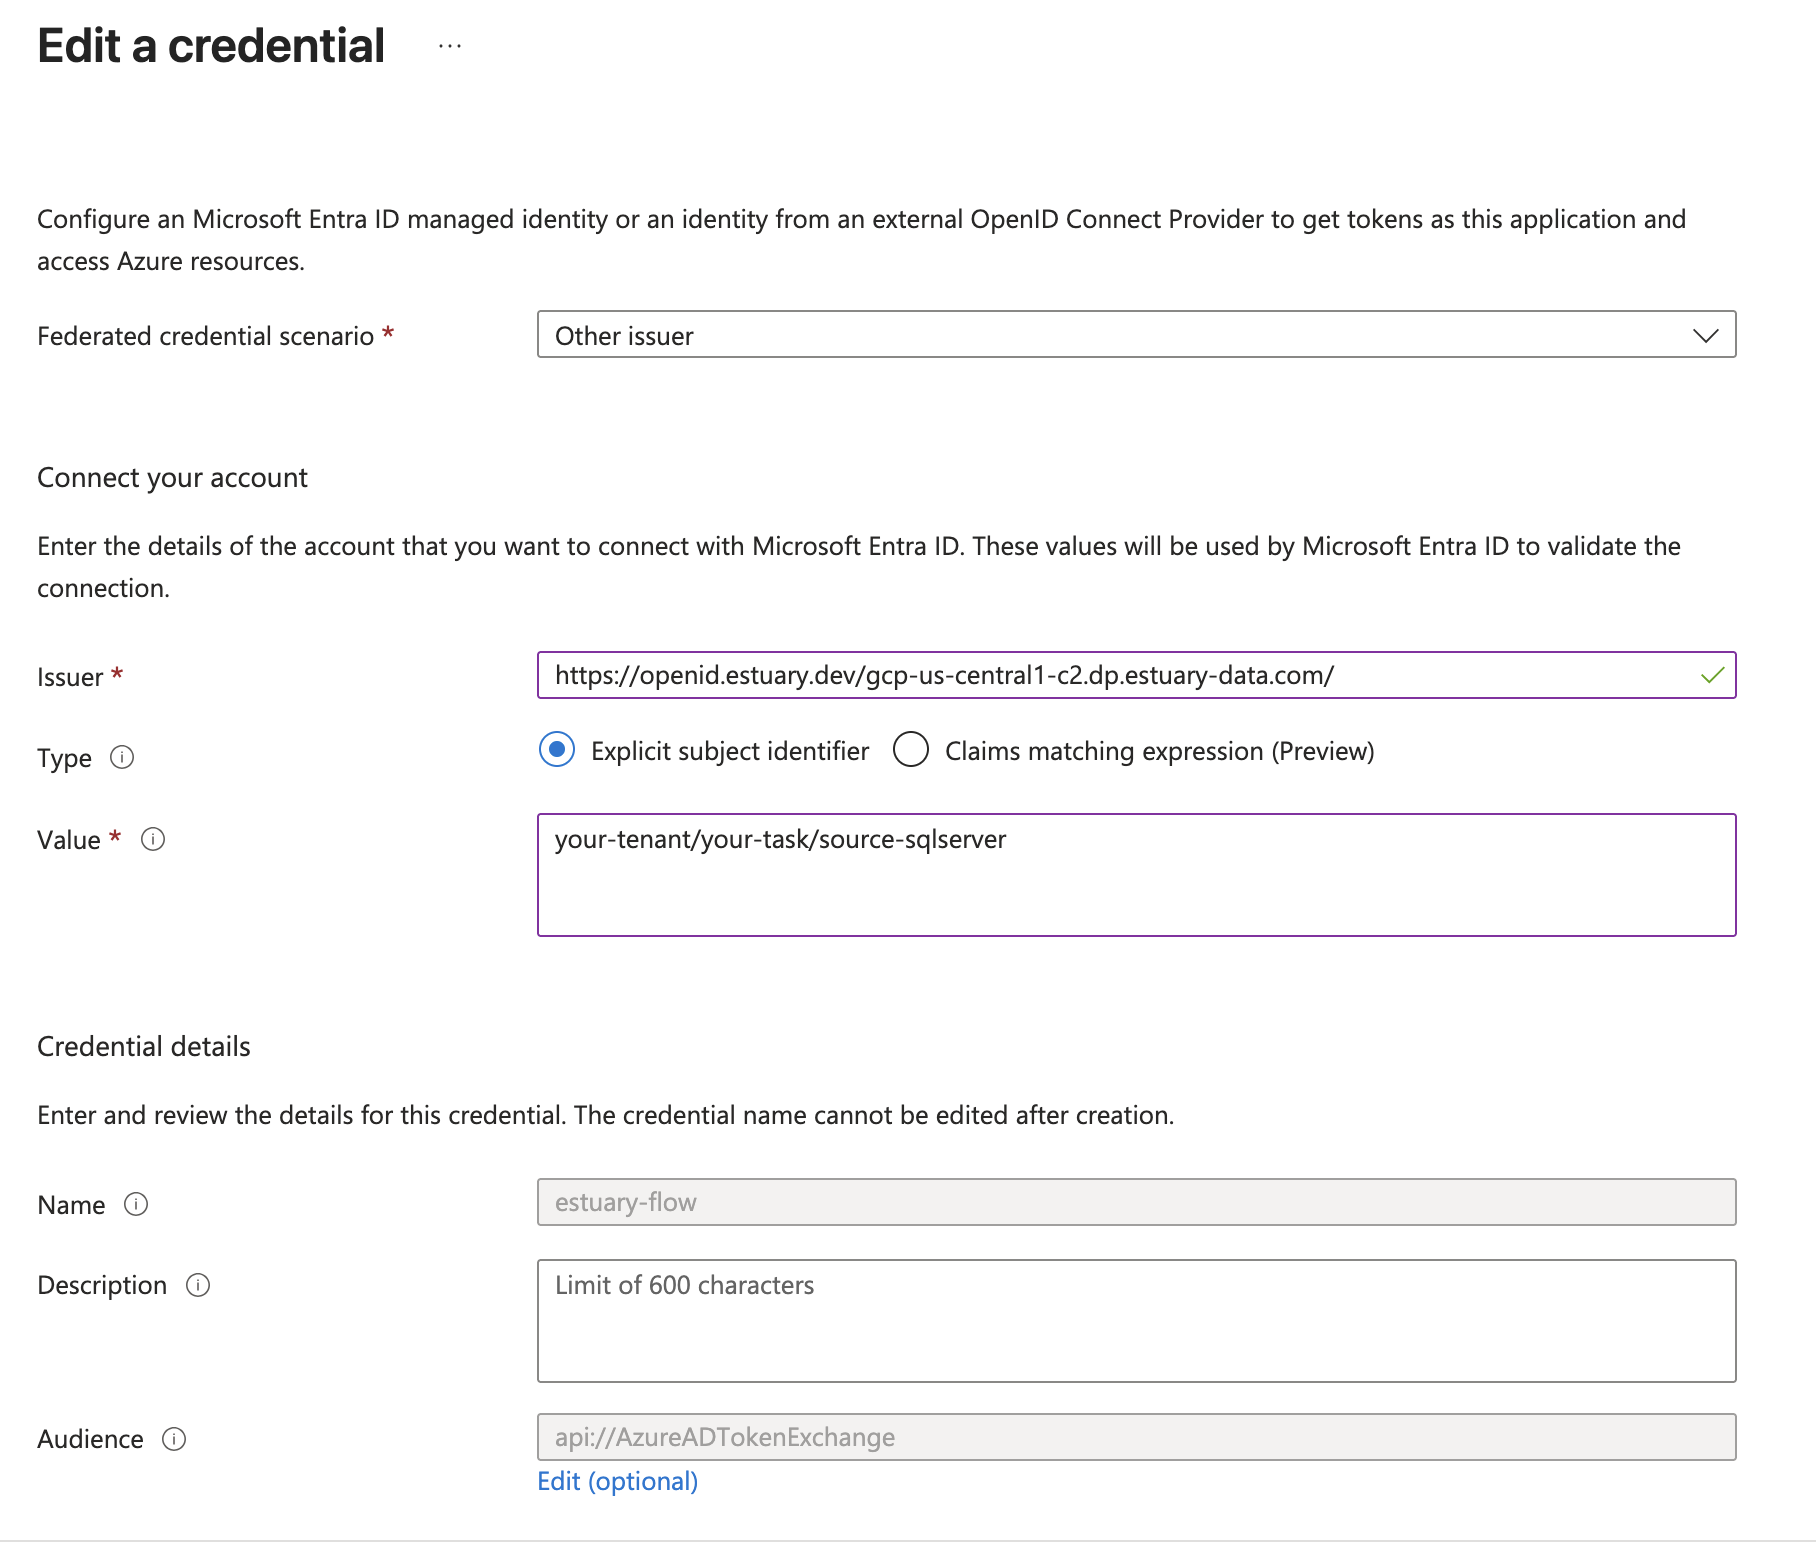 Edit a credential ...
Configure an Microsoft Entra ID managed identity or an identity from an external OpenID Connect Provider to get tokens as this application and
access Azure resources.
Federated credential scenario * Other issuer
Connect your account
Enter the details of the account that you want to connect with Microsoft Entra ID. These values will be used by Microsoft Entra ID to validate the
connection.
Issuer * https://openid.estuary.dev/gcp-us-central1-c2.dp.estuary-data.com/
Type Explicit subject identifier Claims matching expression (Preview)
Value * your-tenant/your-task/source-sqlserver
Credential details
Enter and review the details for this credential. The credential name cannot be edited after creation.
Name estuary-flow
Description Limit of 600 characters
Audience api://AzureADTokenExchange
Edit (optional)